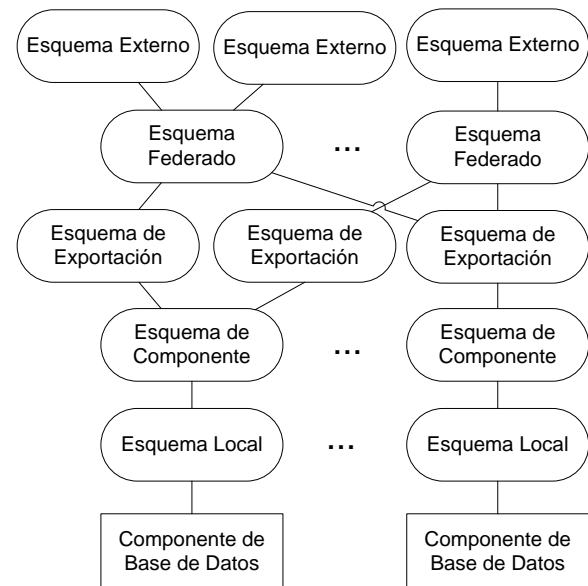 Esquema Externo
Esquema Externo
Esquema Externo
Esquema
Federado
...
Esquema
Federado
Esquema de
Exportación
Esquema de
Exportación
Esquema de
Exportación
Esquema de
Componente
...
Esquema de
Componente
Esquema Local
...
Esquema Local
Componente de
Base de Datos
Componente de
Base de Datos